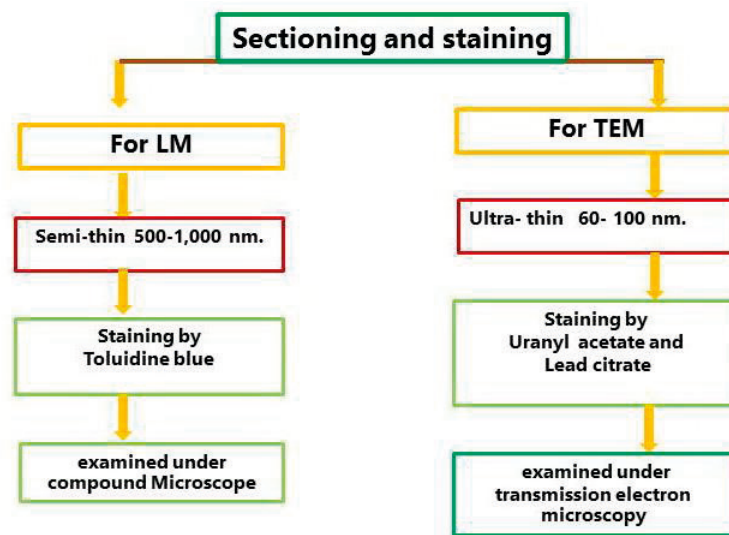 Sectioning and staining
For LM
Semi-thin 500-1,000 nm.
Staining by
Toluidine blue
examined under
compound Microscope
For TEM
Ultra- thin 60- 100 nm.
Staining by
Uranyl acetate and
Lead citrate
examined under
transmission electron
microscopy